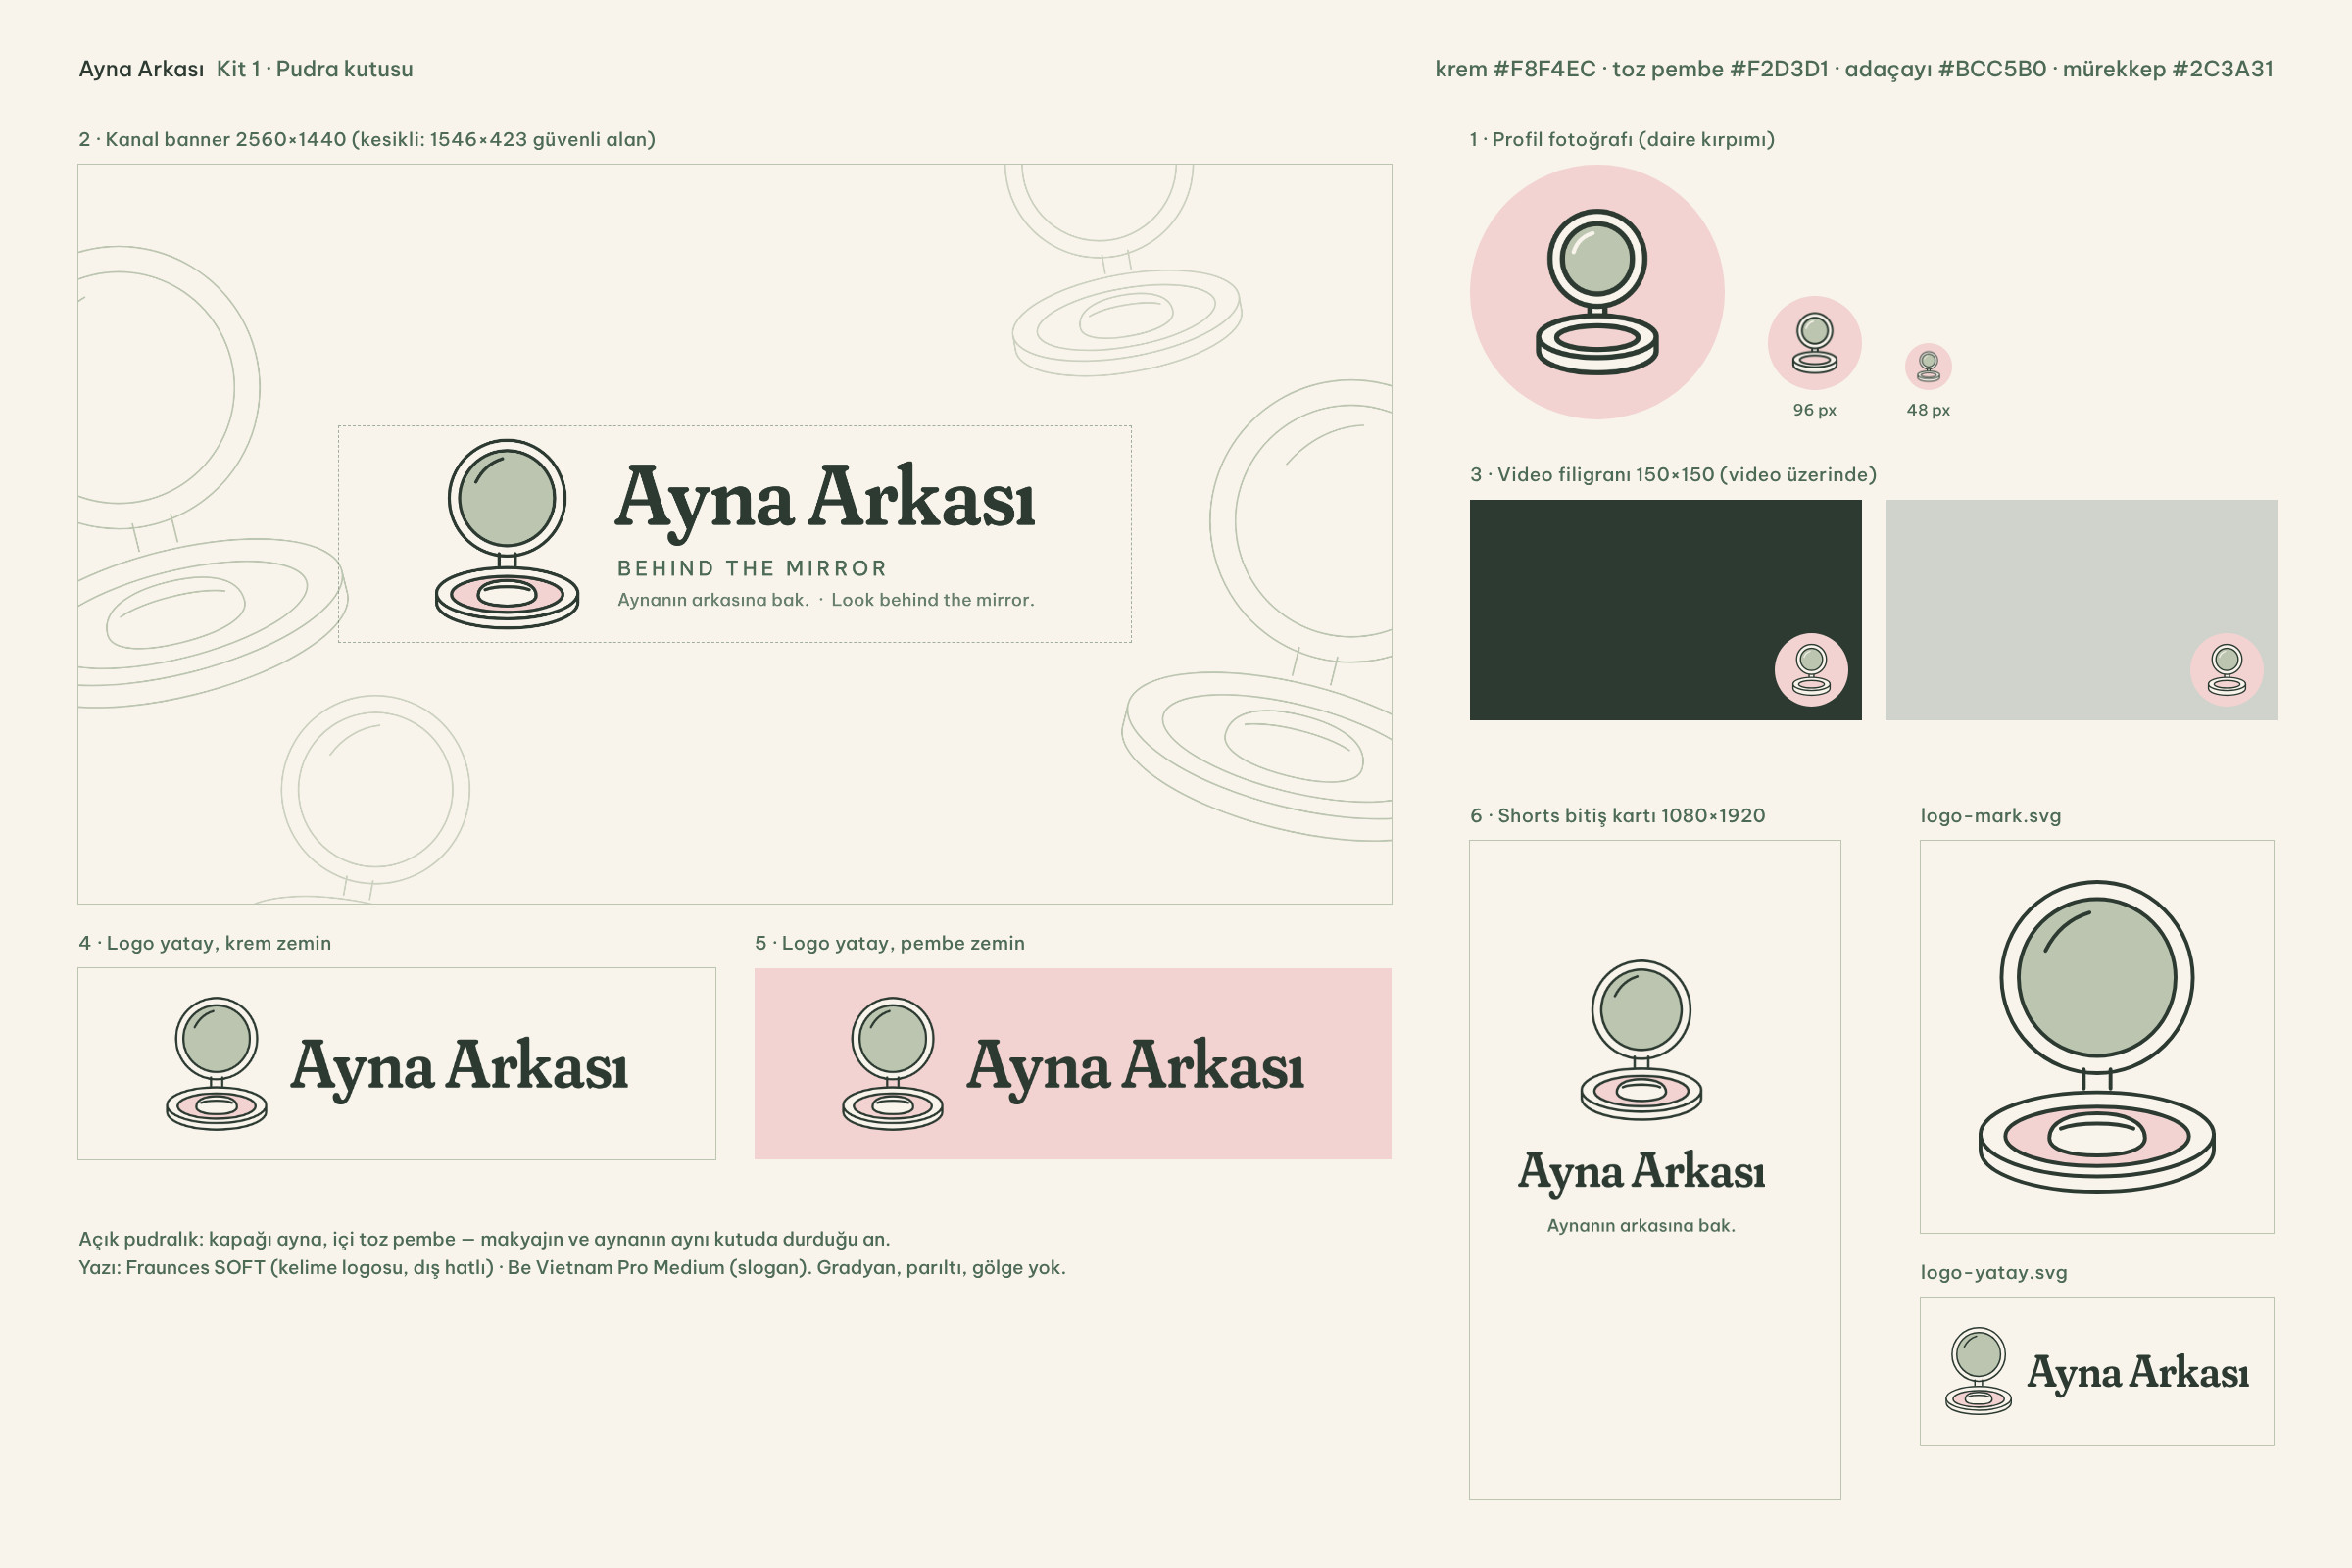 Ayna Arkası Kit 1 · Pudra kutusu
krem #F8F4EC · toz pembe #F2D3D1 · adaçayı #BCC5B0 · mürekkep #2C3A31
2 · Kanal banner 2560×1440 (kesikli: 1546×423 güvenli alan)
Ayna Arkası
BEHIND THE MIRROR
Aynanın arkasına bak. · Look behind the mirror.
1 · Profil fotoğrafı (daire kırpımı)
96 px
48 px
3 · Video filigranı 150×150 (video üzerinde)
4 · Logo yatay, krem zemin
Ayna Arkası
5 · Logo yatay, pembe zemin
Ayna Arkası
6 · Shorts bitiş kartı 1080×1920
Ayna Arkası
Aynanın arkasına bak.
logo-mark.svg
logo-yatay.svg
Ayna Arkası
Açık pudralık: kapağı ayna, içi toz pembe — makyajın ve aynanın aynı kutuda durduğu an.
Yazı: Fraunces SOFT (kelime logosu, dış hatlı) · Be Vietnam Pro Medium (slogan). Gradyan, parıltı, gölge yok.